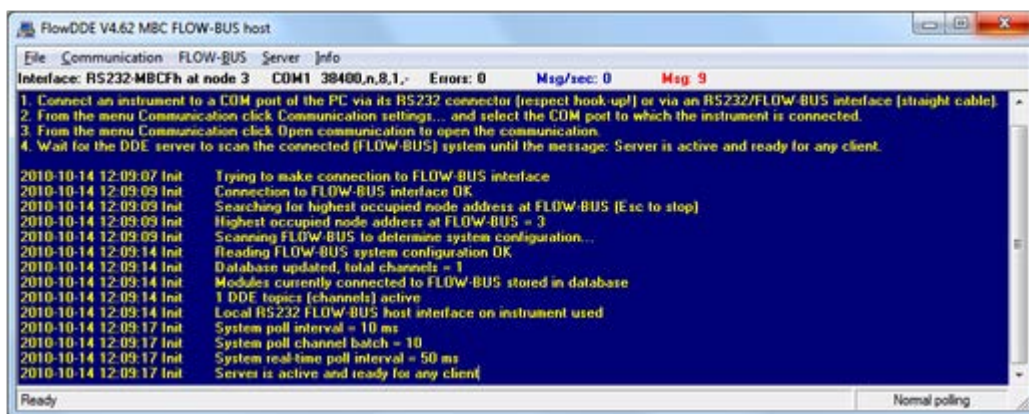 FlowDDE V4.62 MBC FLOW-BUS host
File Communication FLOW-BUS Server Info
Interface: RS232-MBCFh at node 3 COM1 38400,n,8,1,- Errors: 0 Msg/sec: 0 Msg: 9
1. Connect an instrument to a COM port of the PC via its RS232 connector (respect hook-up!) or via an RS232/FLOW-BUS interface (straight cable).
2. From the menu Communication click Communication settings... and select the COM port to which the instrument is connected.
3. From the menu Communication click Open communication to open the communication.
4. Wait for the DDE server to scan the connected (FLOW-BUS) system until the message: Server is active and ready for any client.
2010-10-14 12:09:07 Init Trying to make connection to FLOW-BUS interface
2010-10-14 12:09:09 Init Connection to FLOW-BUS interface OK
2010-10-14 12:09:09 Init Searching for highest occupied node address at FLOW-BUS (Esc to stop)
2010-10-14 12:09:09 Init Highest occupied node address at FLOW-BUS = 3
2010-10-14 12:09:09 Init Scanning FLOW-BUS to determine system configuration...
2010-10-14 12:09:14 Init Reading FLOW-BUS system configuration OK
2010-10-14 12:09:14 Init Database updated, total channels = 1
2010-10-14 12:09:14 Init Modules currently connected to FLOW-BUS stored in database
2010-10-14 12:09:14 Init 1 DDE topics (channels) active
2010-10-14 12:09:14 Init Local RS232 FLOW-BUS host interface on instrument used
2010-10-14 12:09:17 Init System poll interval = 10 ms
2010-10-14 12:09:17 Init System poll channel batch = 10
2010-10-14 12:09:17 Init System real-time poll interval = 50 ms
2010-10-14 12:09:17 Init Server is active and ready for any client
Ready Normal polling